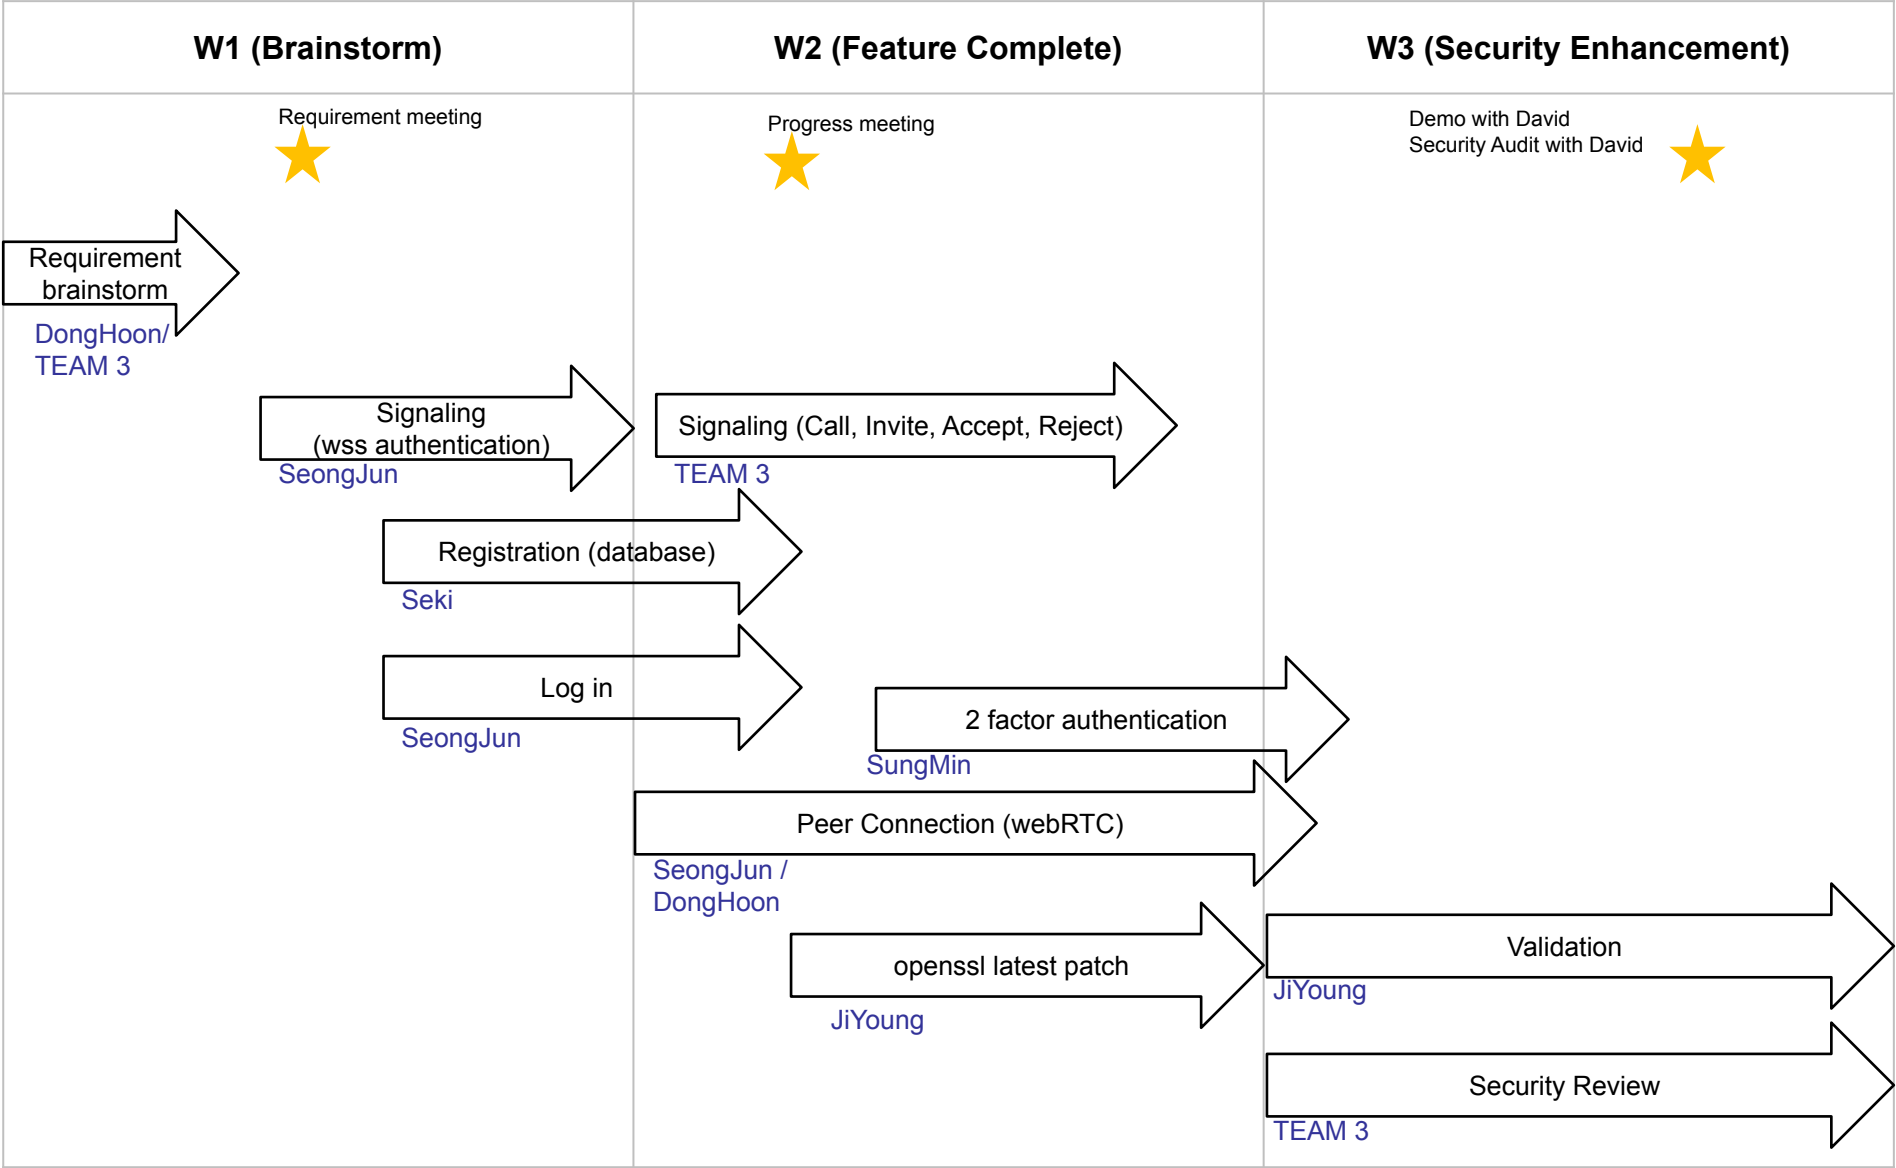 W1 (Brainstorm)
W2 (Feature Complete)
W3 (Security Enhancement)
Requirement meeting
Progress meeting
Demo with David
Security Audit with David
Requirement
brainstorm
DongHoon/
TEAM 3
Signaling
(wss authentication)
SeongJun
Signaling (Call, Invite, Accept, Reject)
TEAM 3
Registration (database)
Seki
Log in
SeongJun
2 factor authentication
SungMin
Peer Connection (webRTC)
SeongJun /
DongHoon
openssl latest patch
JiYoung
Validation
JiYoung
Security Review
TEAM 3